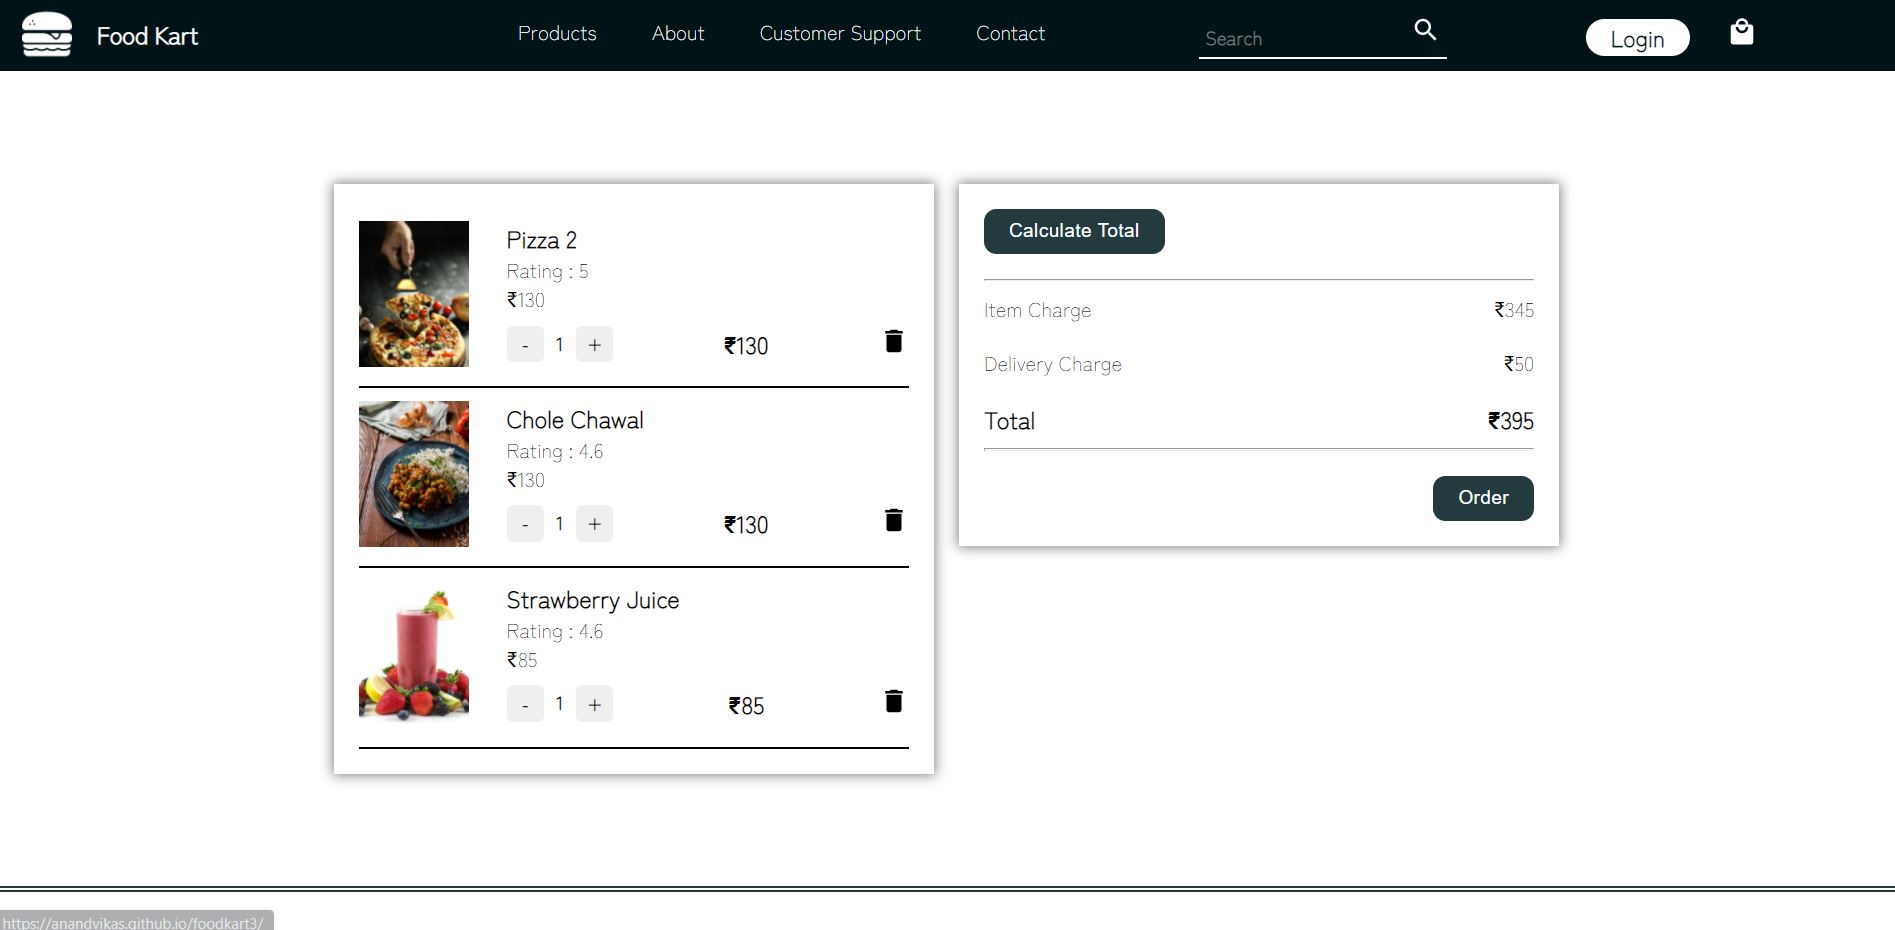 Food Kart
Products
About
Customer Support
Contact
Search
Login
Pizza 2
Rating : 5
₹130
- 1 +
₹130
Chole Chawal
Rating : 4.6
₹130
- 1 +
₹130
Strawberry Juice
Rating : 4.6
₹85
- 1 +
₹85
Calculate Total
Item Charge ₹345
Delivery Charge ₹50
Total ₹395
Order
https://anandvikas.github.io/foodkart3/